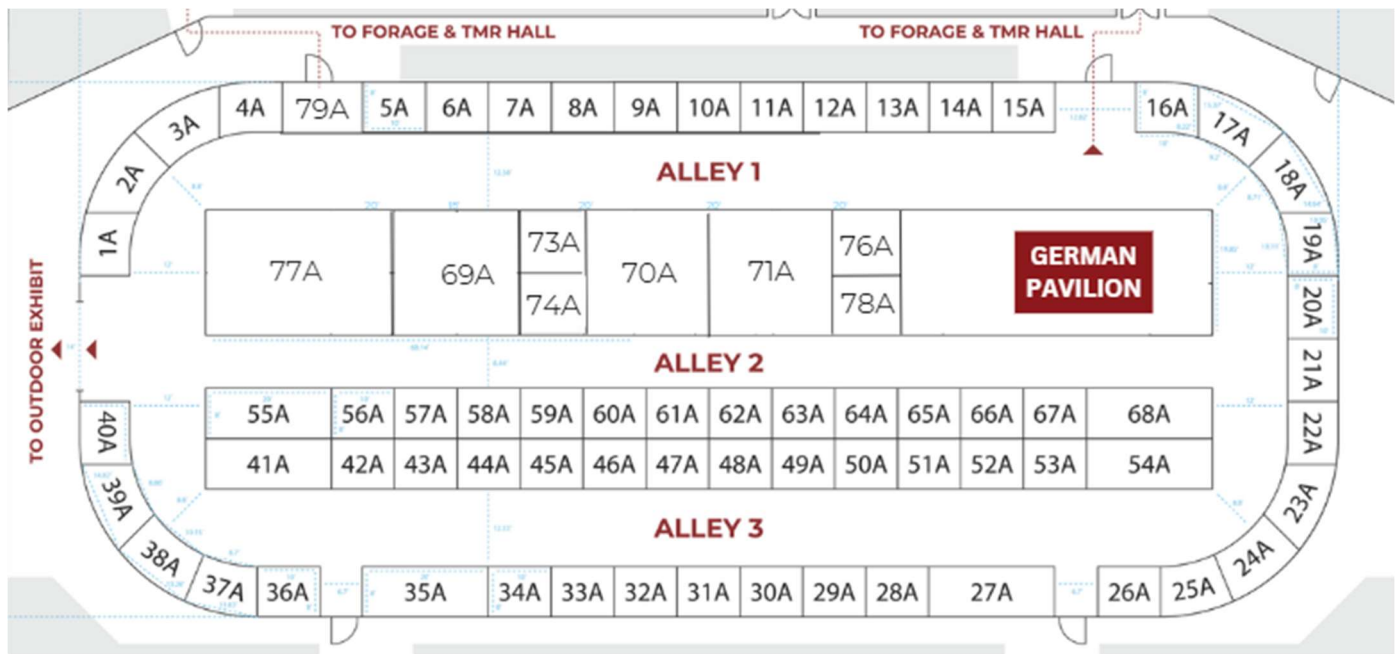 TO FORAGE & TMR HALL
TO FORAGE & TMR HALL
4A 79A 5A 6A 7A 8A 9A 10A 11A 12A 13A 14A 15A 16A
3A
17A
2A
18A
1A
19A
ALLEY 1
20' 15' 20' 20' 20'
77A 69A 73A 70A 71A 76A
74A 78A
GERMAN
PAVILION
20A
21A
22A
TO OUTDOOR EXHIBIT
ALLEY 2
55A 56A 57A 58A 59A 60A 61A 62A 63A 64A 65A 66A 67A 68A
41A 42A 43A 44A 45A 46A 47A 48A 49A 50A 51A 52A 53A 54A
40A
39A
23A
ALLEY 3
38A
24A
37A 36A 35A 34A 33A 32A 31A 30A 29A 28A 27A 26A 25A